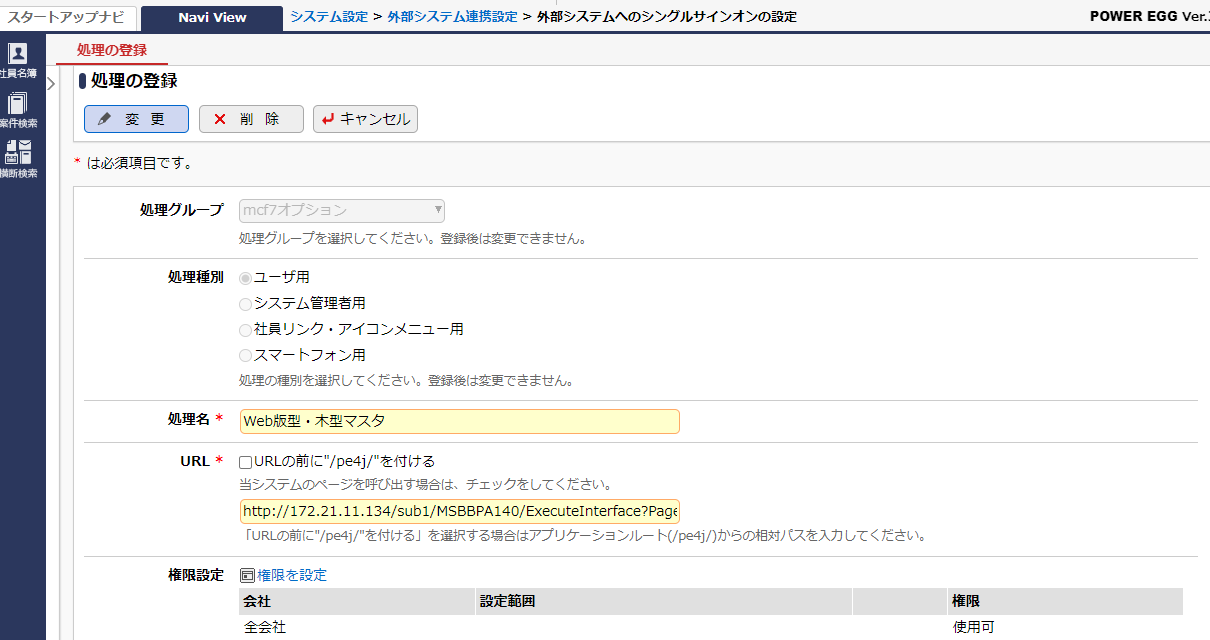 スタートアップナビ
Navi View
システム設定 > 外部システム連携設定 > 外部システムへのシングルサインオンの設定
POWER EGG Ver.
社員名簿
案件検索
横断検索
処理の登録
処理の登録
変 更
削 除
キャンセル
* は必須項目です。
処理グループ
mcf7オプション
処理グループを選択してください。登録後は変更できません。
処理種別
ユーザ用
システム管理者用
社員リンク・アイコンメニュー用
スマートフォン用
処理の種別を選択してください。登録後は変更できません。
処理名 *
Web版型・木型マスタ
URL *
URLの前に"/pe4j/"を付ける
当システムのページを呼び出す場合は、チェックをしてください。
http://172.21.11.134/sub1/MSBBPA140/ExecuteInterface?Page
「URLの前に"/pe4j/"を付ける」を選択する場合はアプリケーションルート(/pe4j/)からの相対パスを入力してください。
権限設定
権限を設定
会社 設定範囲 権限
全会社 使用可